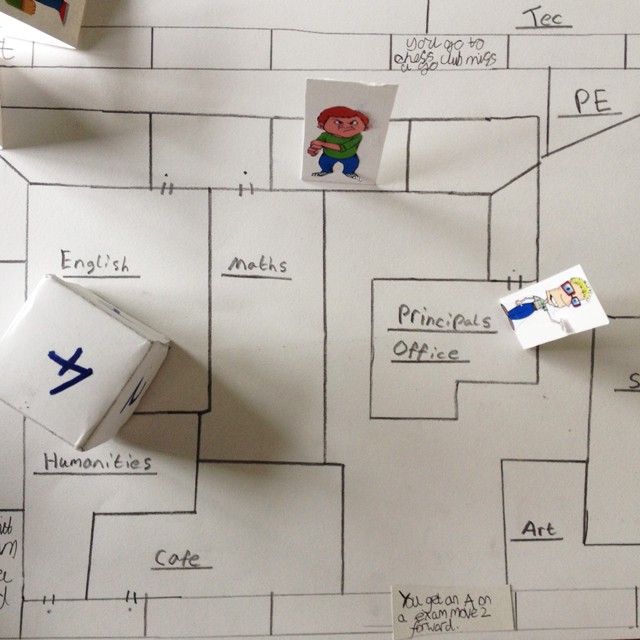 Tec
you go to
chess club miss
a go
PE
English
Maths
Principals
Office
S
Humanities
Art
Cafe
You get an A on
a exam move 2
forward.